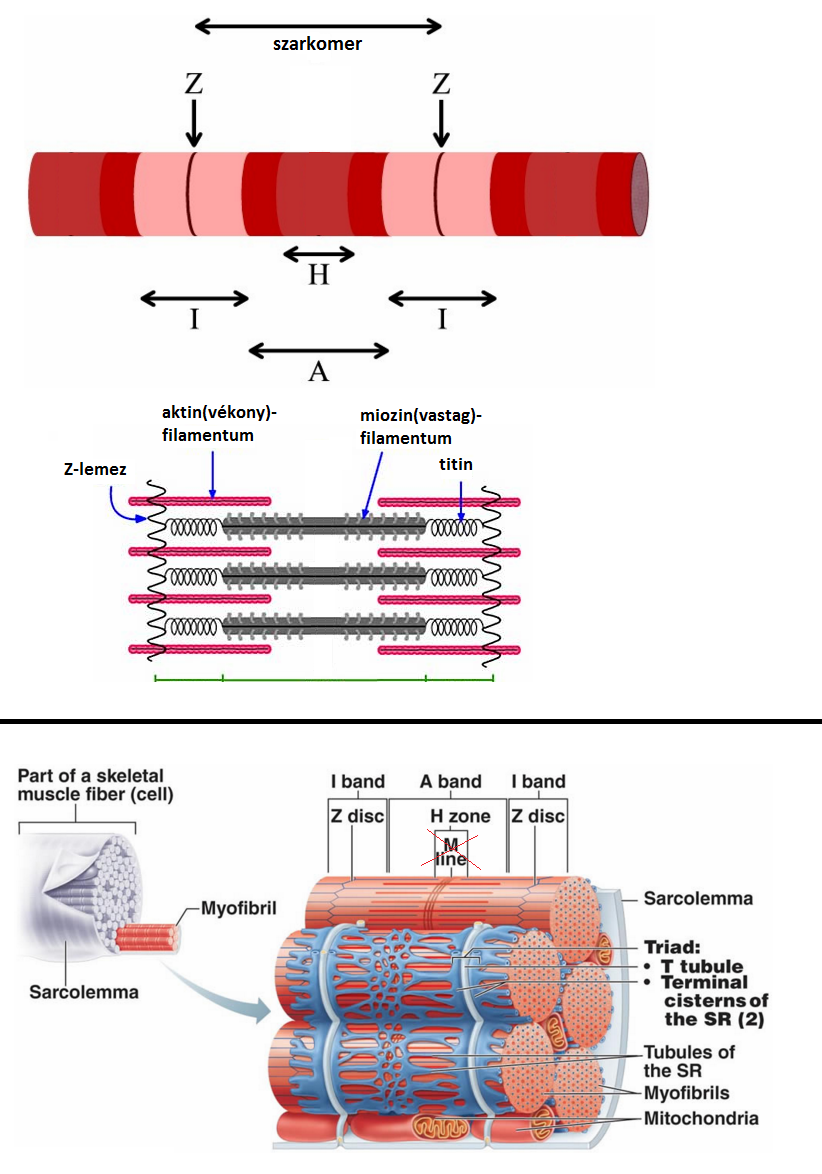 szarkomer
Z Z
H
I I
A
aktin(vékony)-
filamentum
miozin(vastag)-
filamentum
Z-lemez
titin
Part of a skeletal
muscle fiber (cell)
Myofibril
Sarcolemma
I band A band I band
Z disc H zone Z disc
M
line
Sarcolemma
Triad:
• T tubule
• Terminal
cisterns of
the SR (2)
Tubules of
the SR
Myofibrils
Mitochondria